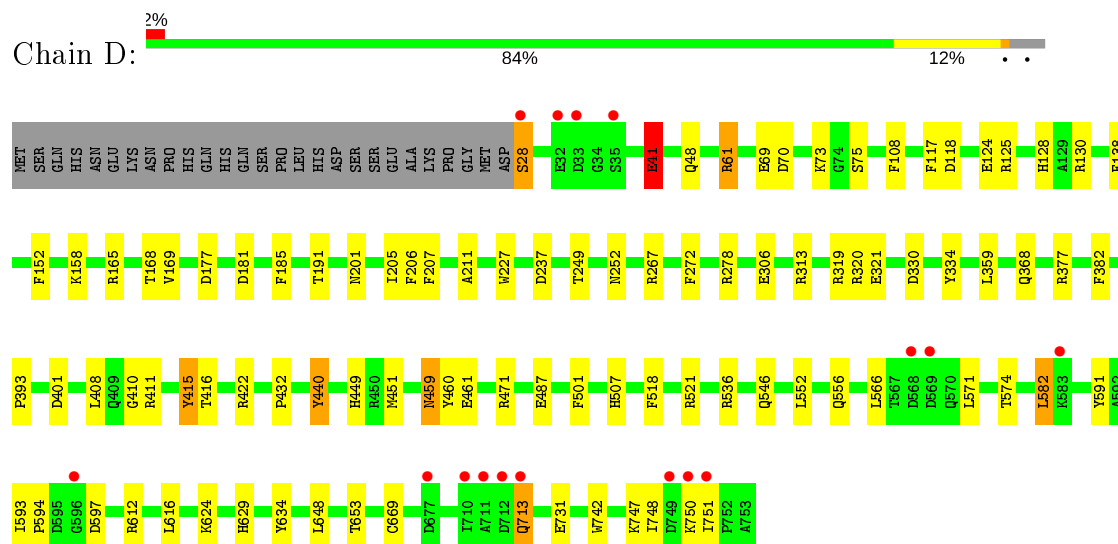 2%
Chain D:
84% 12% • •
MET SER GLN HIS ASN GLU LYS ASN PRO HIS GLN HIS GLN SER PRO LEU HIS ASP SER SER GLU ALA LYS PRO GLY MET ASP S28 E32 D33 G34 S35 E41 Q48 R61 E69 D70 K73 G74 S75 F108 F117 D118 E124 R125 H128 A129 R130
F152 K158 R165 T168 V169 D177 D181 F185 T191 N201 I205 F206 F207 A211 W227 D237 T249 N252 R267 F272 R278 E306 R313 R319 R320 E321 D330 Y334 L359 Q368 R377 F382
P393 D401 L408 Q409 G410 R411 Y415 T416 R422 P432 Y440 H449 R450 M451 N459 Y460 E461 R471 E487 F501 H507 F518 R521 R536 Q546 L552 Q556 L566 T567 D568 D569 Q570 L571 T574 L582 K583 Y591
I593 P594 D595 G596 D597 R612 L616 K624 H629 Y634 L648 T653 C669 D677 I710 A711 D712 Q713 E731 W742 K747 I748 D749 K750 I751 P752 A753